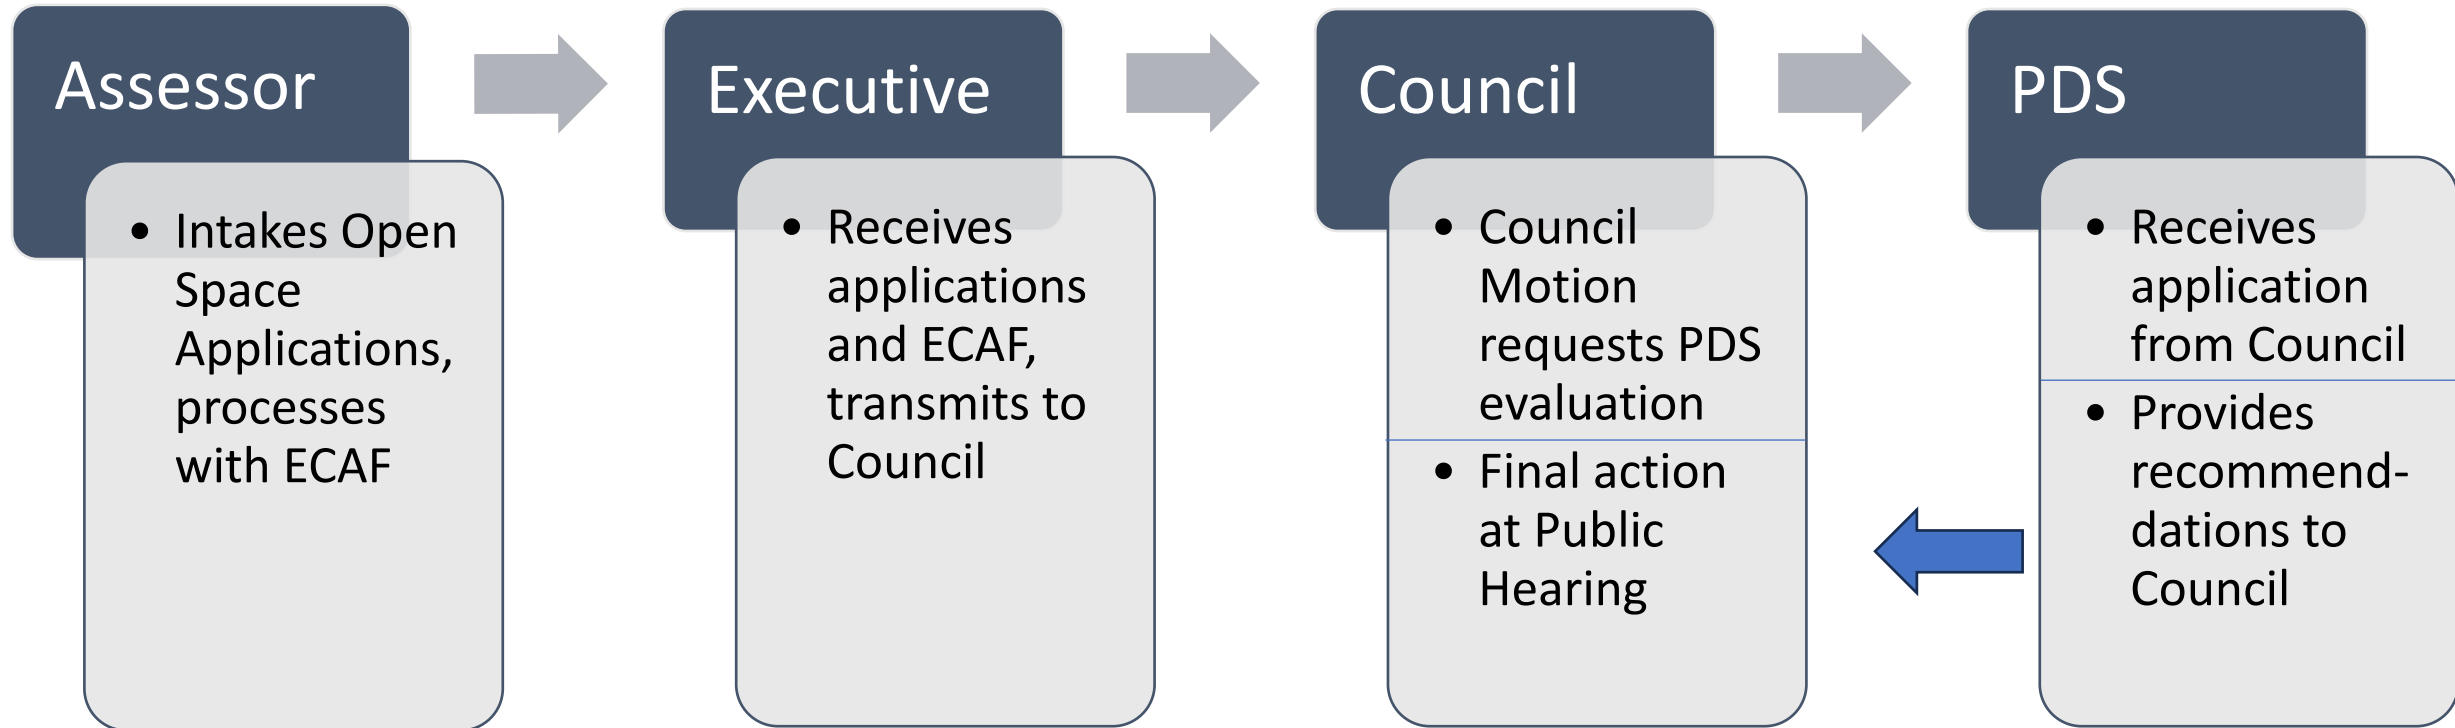 Assessor
• Intakes Open
Space
Applications,
processes
with ECAF
Executive
• Receives
applications
and ECAF,
transmits to
Council
Council
• Council
Motion
requests PDS
evaluation
• Final action
at Public
Hearing
PDS
• Receives
application
from Council
• Provides
recommend-
dations to
Council